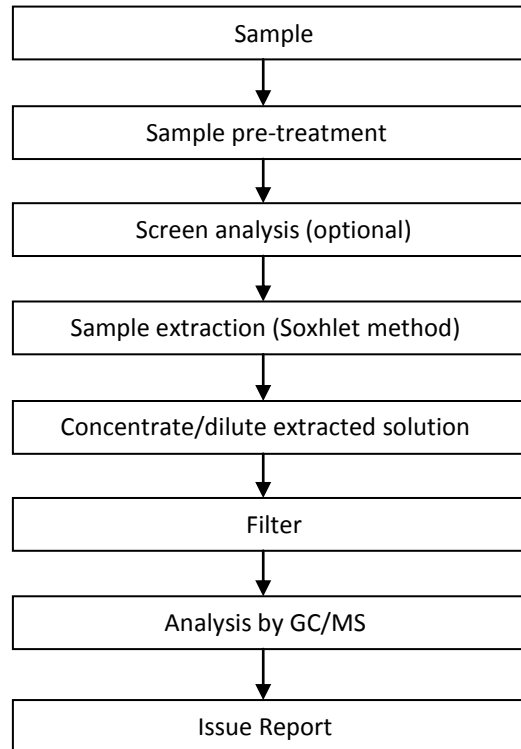 Sample
Sample pre-treatment
Screen analysis (optional)
Sample extraction (Soxhlet method)
Concentrate/dilute extracted solution
Filter
Analysis by GC/MS
Issue Report